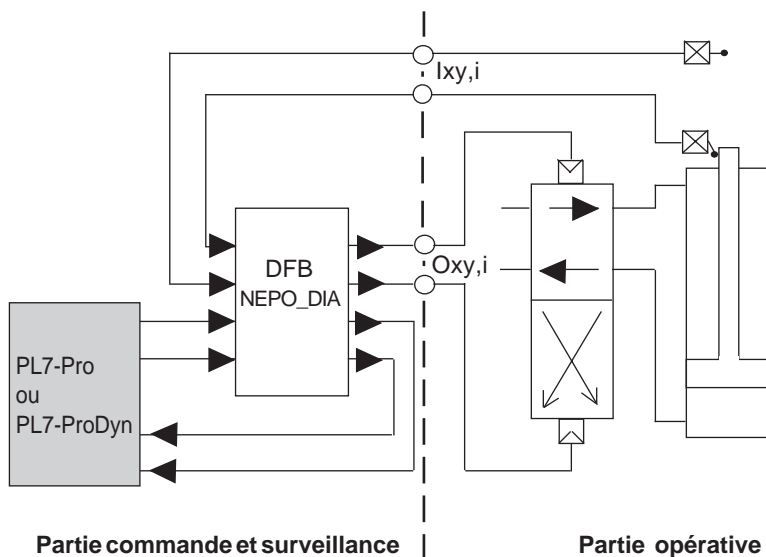 Ixy,i
DFB
NEPO_DIA
Oxy,i
PL7-Pro
ou
PL7-ProDyn
Partie commande et surveillance
Partie opérative